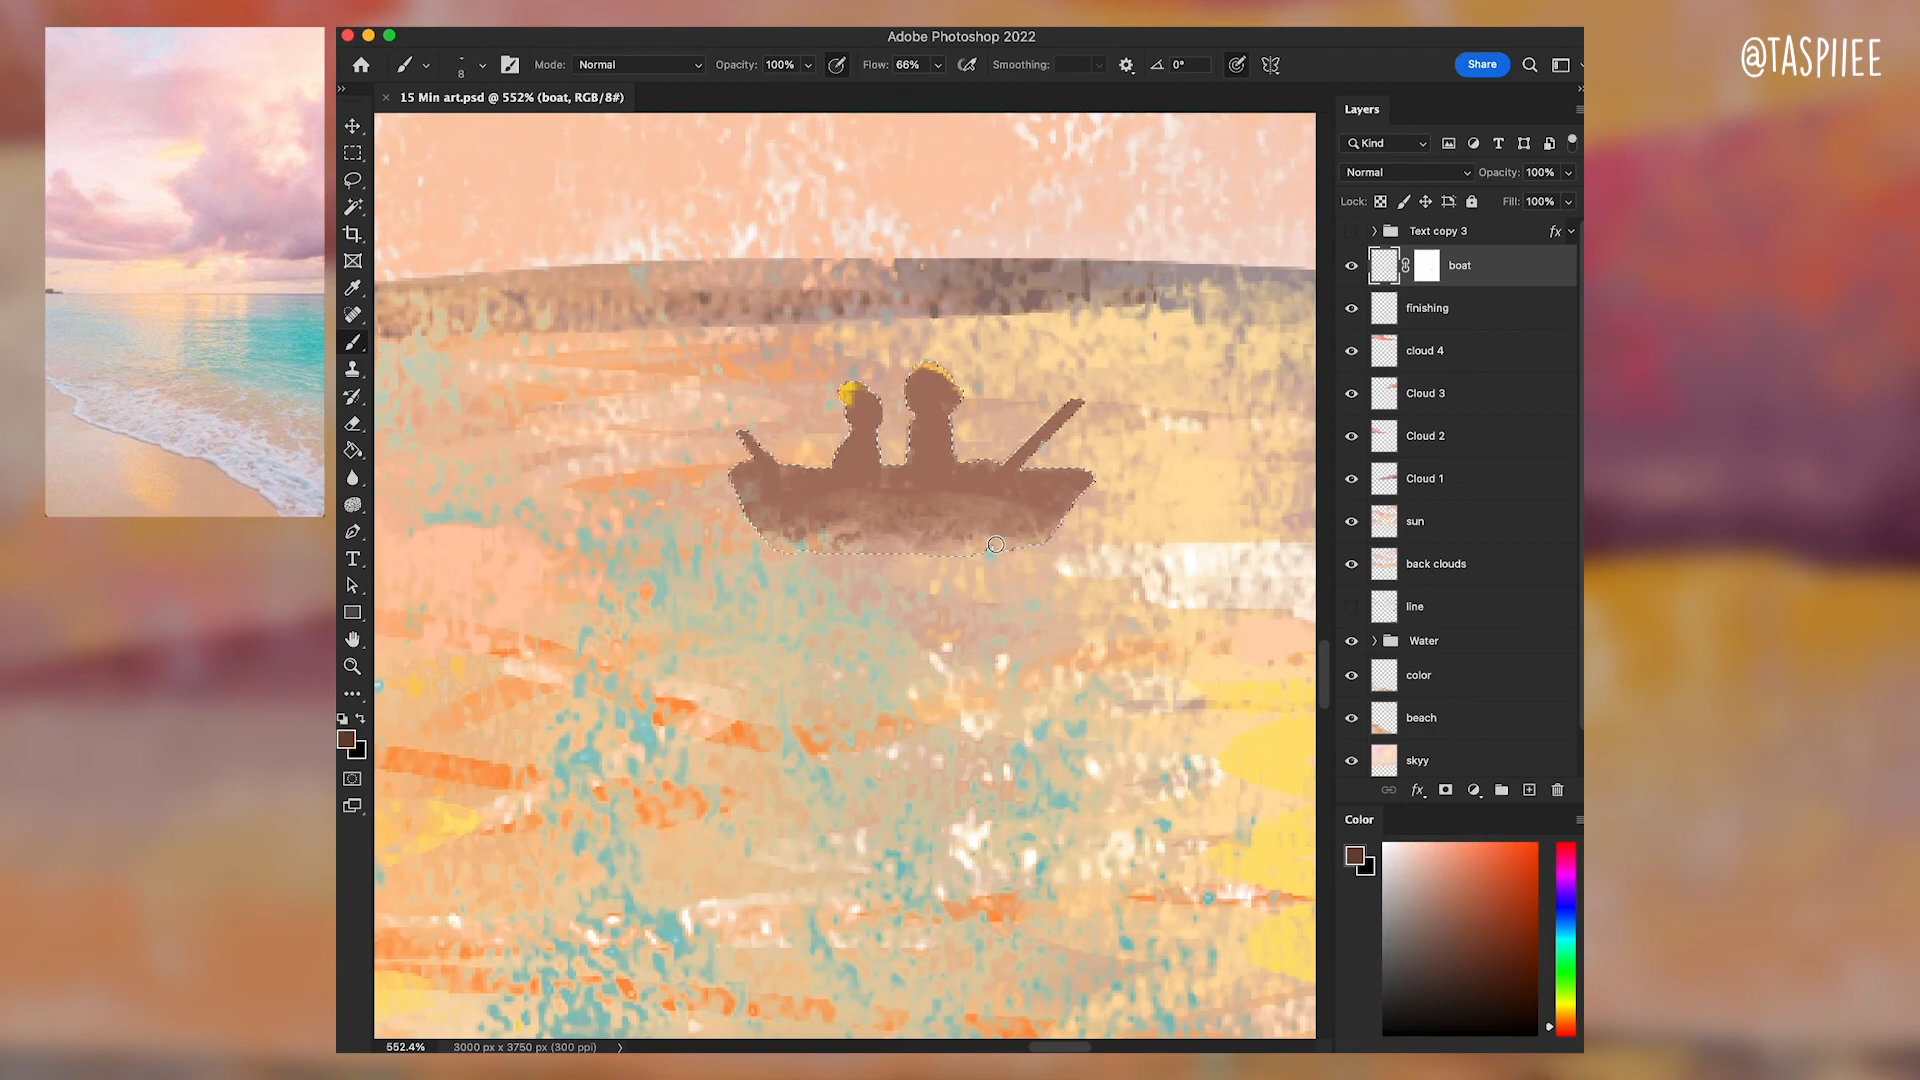 @TASPIIEE
Adobe Photoshop 2022
8
Mode: Normal
Opacity: 100%
Flow: 66%
Smoothing:
0°
Share
15 Min art.psd @ 552% (boat, RGB/8#)
Layers
Kind
Normal
Opacity: 100%
Lock:
Fill: 100%
Text copy 3
fx
boat
finishing
cloud 4
Cloud 3
Cloud 2
Cloud 1
sun
back clouds
line
Water
color
beach
skyy
fx
Color
552.4%
3000 px x 3750 px (300 ppi)